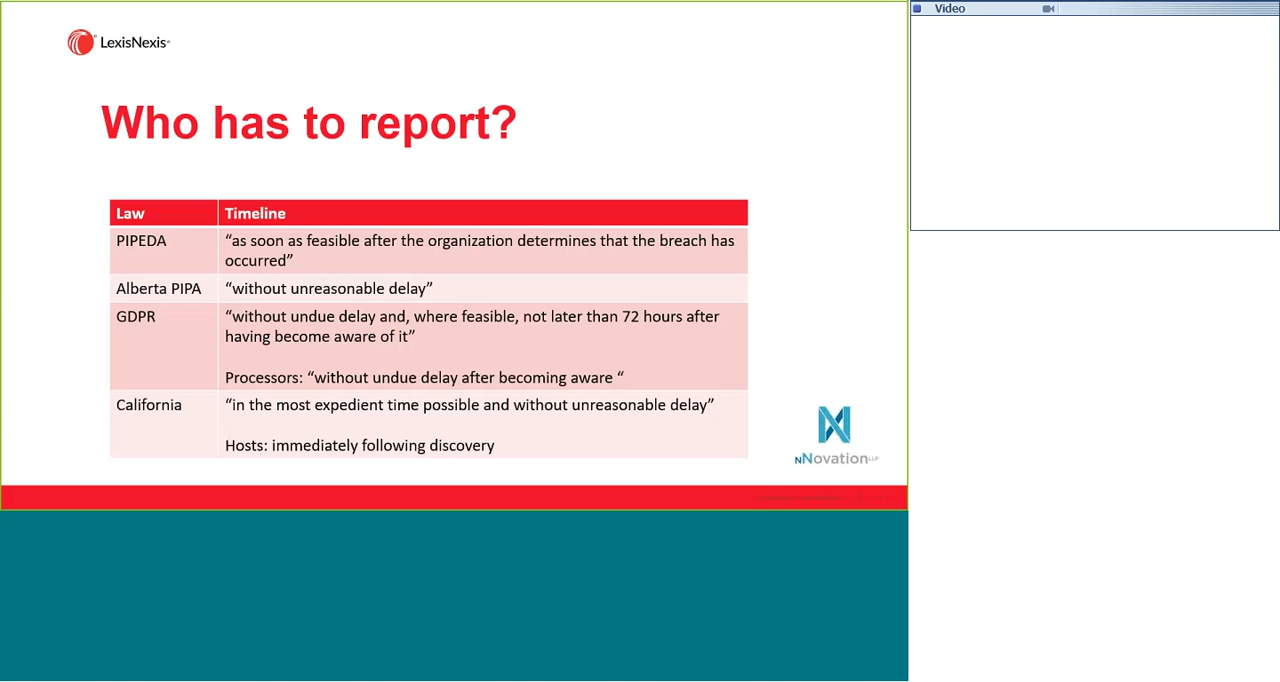 Video
LexisNexis®
Who has to report?
Law Timeline
PIPEDA “as soon as feasible after the organization determines that the breach has
occurred”
Alberta PIPA “without unreasonable delay”
GDPR “without undue delay and, where feasible, not later than 72 hours after
having become aware of it”
Processors: “without undue delay after becoming aware “
California “in the most expedient time possible and without unreasonable delay”
Hosts: immediately following discovery
nNovation LLP